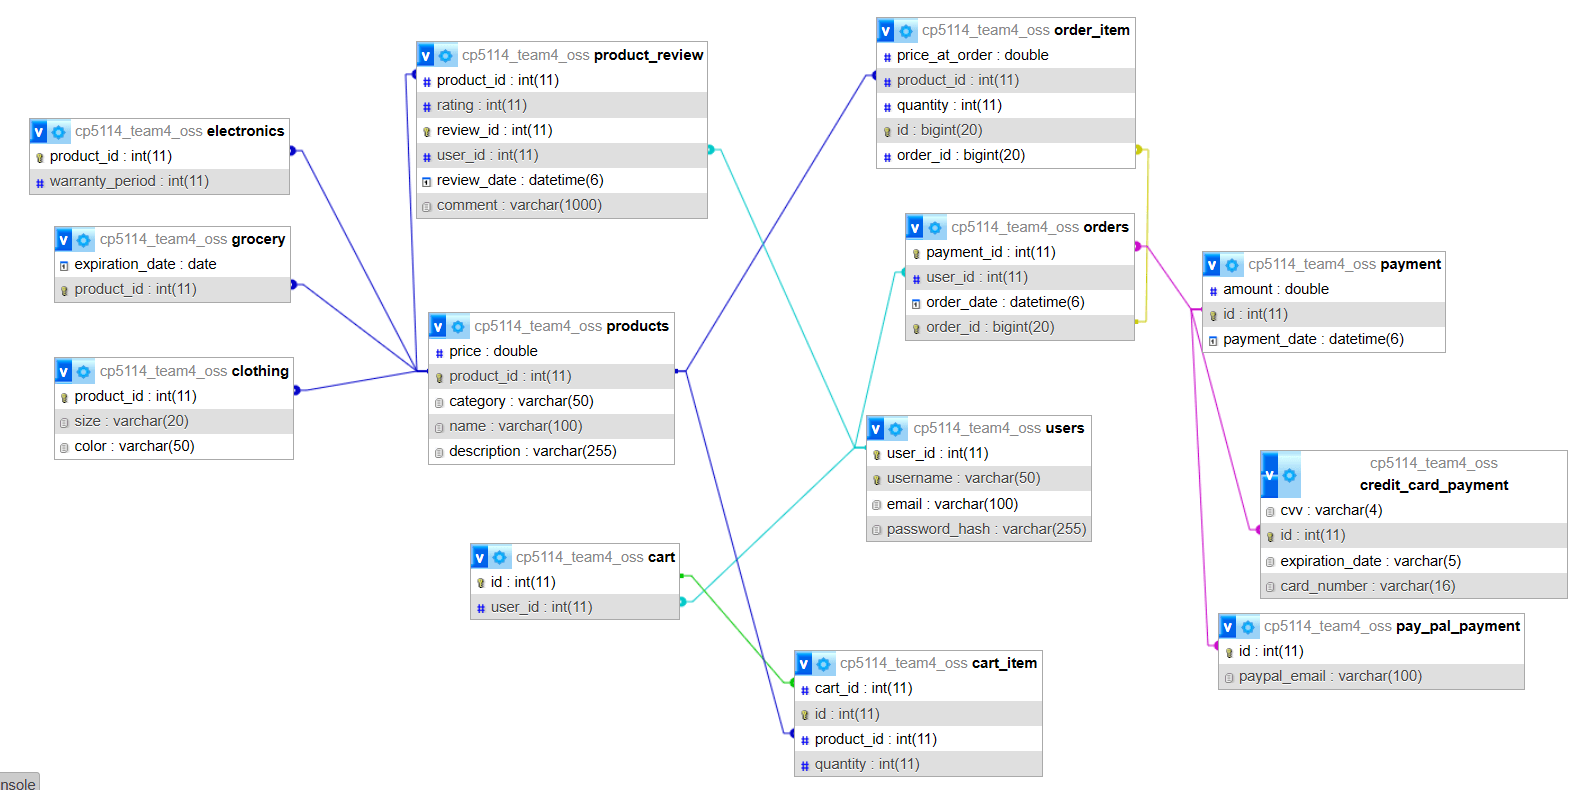 v cp5114_team4_oss electronics
product_id : int(11)
warranty_period : int(11)
v cp5114_team4_oss grocery
expiration_date : date
product_id : int(11)
v cp5114_team4_oss clothing
product_id : int(11)
size : varchar(20)
color : varchar(50)
v cp5114_team4_oss product_review
product_id : int(11)
rating : int(11)
review_id : int(11)
user_id : int(11)
review_date : datetime(6)
comment : varchar(1000)
v cp5114_team4_oss products
price : double
product_id : int(11)
category : varchar(50)
name : varchar(100)
description : varchar(255)
v cp5114_team4_oss cart
id : int(11)
user_id : int(11)
v cp5114_team4_oss order_item
price_at_order : double
product_id : int(11)
quantity : int(11)
id : bigint(20)
order_id : bigint(20)
v cp5114_team4_oss orders
payment_id : int(11)
user_id : int(11)
order_date : datetime(6)
order_id : bigint(20)
v cp5114_team4_oss users
user_id : int(11)
username : varchar(50)
email : varchar(100)
password_hash : varchar(255)
v cp5114_team4_oss cart_item
cart_id : int(11)
id : int(11)
product_id : int(11)
quantity : int(11)
v cp5114_team4_oss payment
amount : double
id : int(11)
payment_date : datetime(6)
v cp5114_team4_oss
credit_card_payment
cvv : varchar(4)
id : int(11)
expiration_date : varchar(5)
card_number : varchar(16)
v cp5114_team4_oss pay_pal_payment
id : int(11)
paypal_email : varchar(100)
nsole